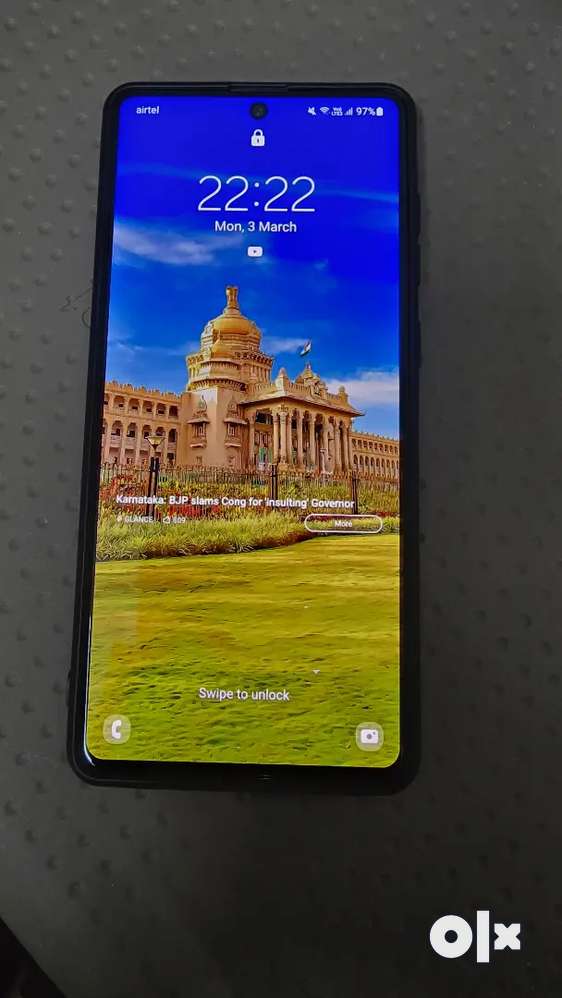 airtel 97%
22:22
Mon, 3 March
Karnataka: BJP slams Cong for 'insulting' Governor
GLANCE 609
More
Swipe to unlock
olx